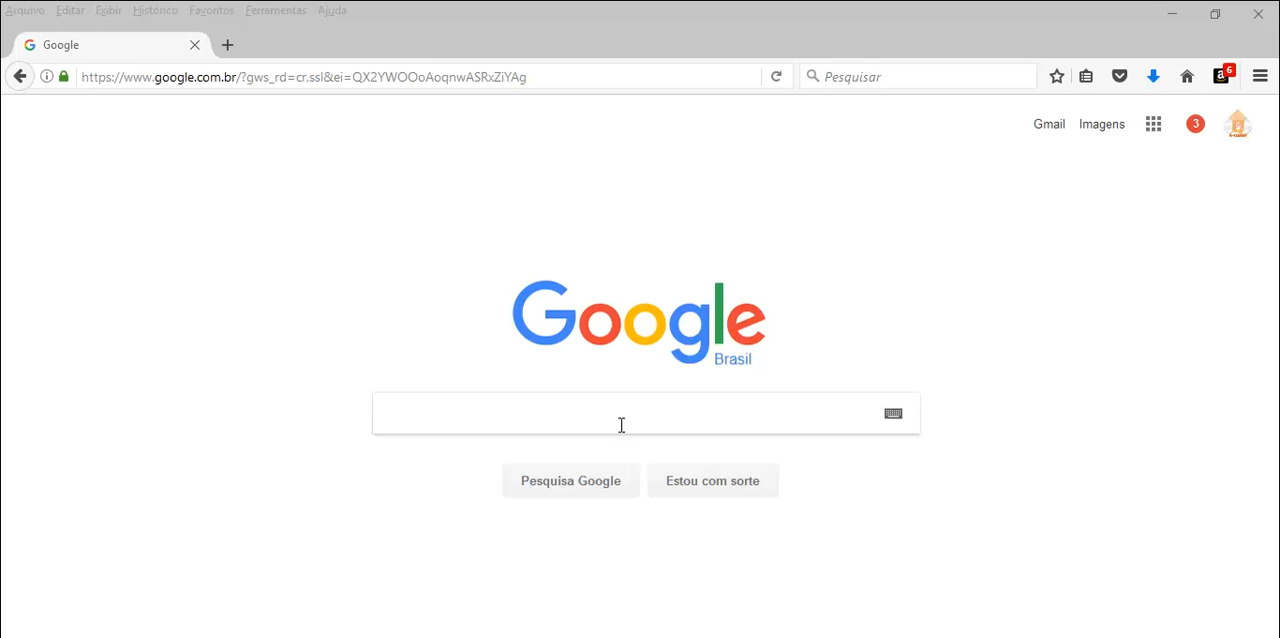 Arquivo Editar Exibir Histórico Favoritos Ferramentas Ajuda
Google
https://www.google.com.br/?gws_rd=cr,ssl&ei=QX2YWOOoAoqnwASRxZiYAg
Pesquisar
6
Gmail Imagens 3
Google
Brasil
Pesquisa Google Estou com sorte